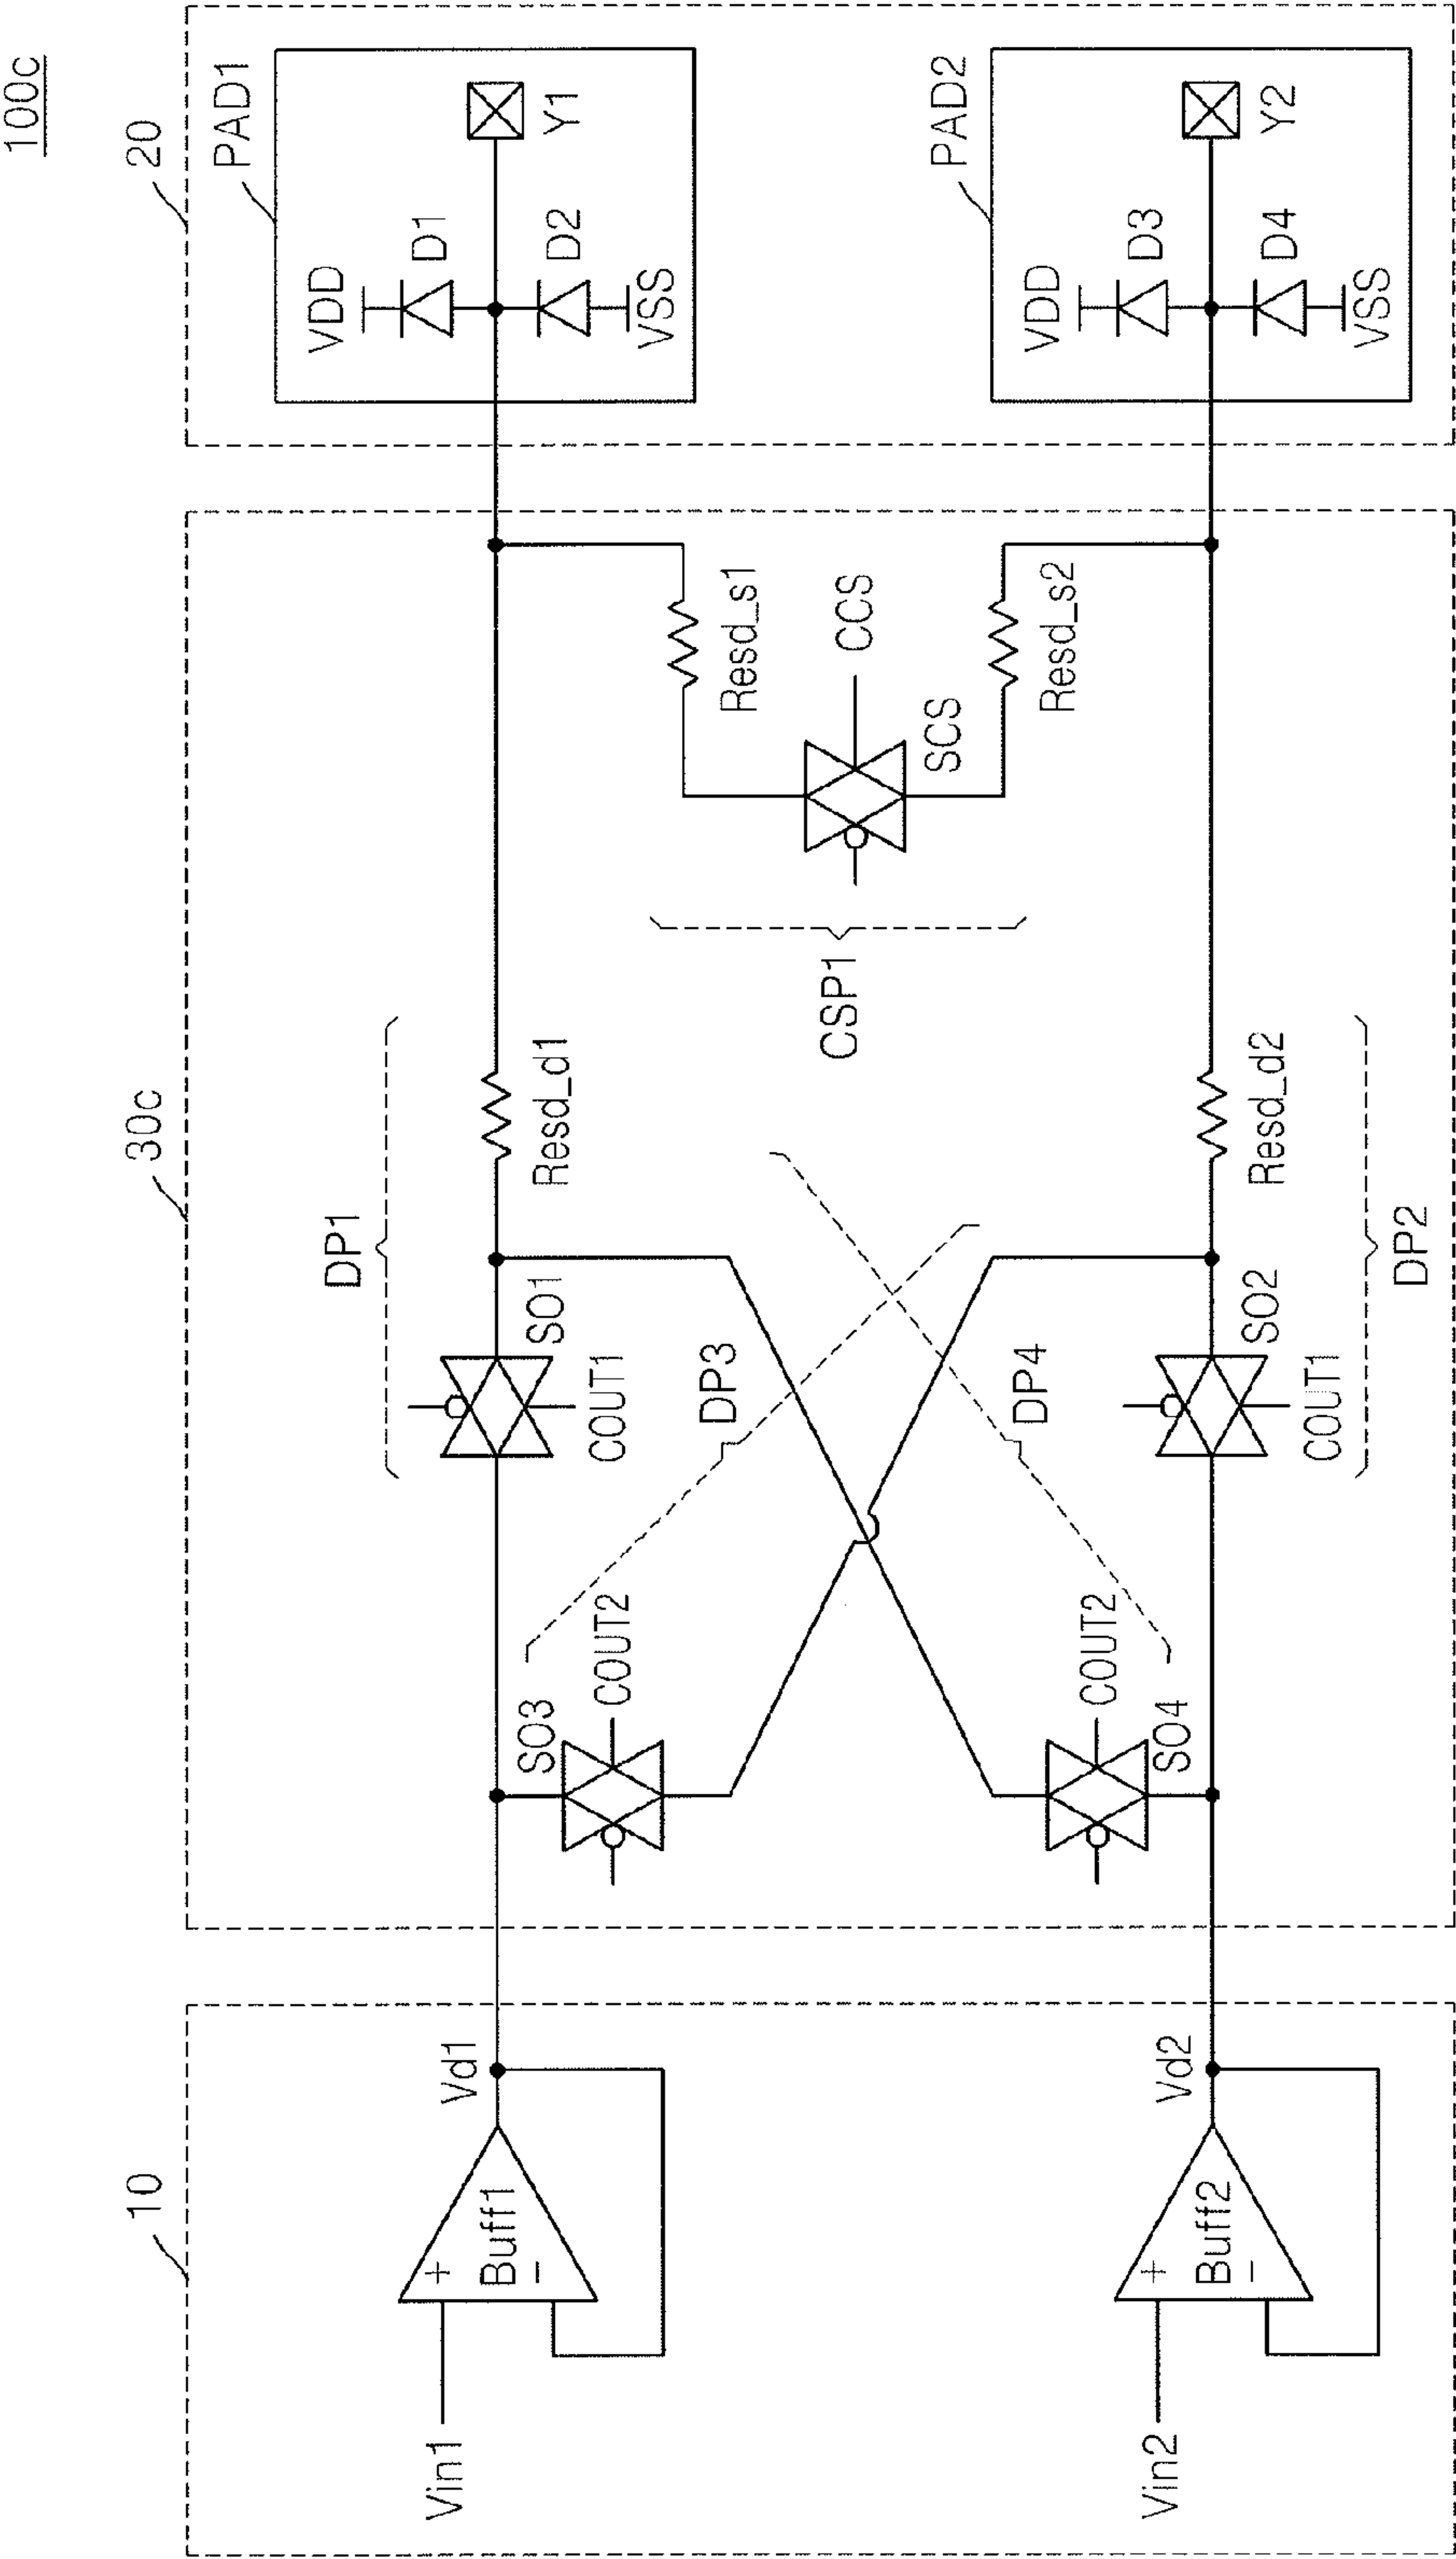 100c
10
30c
20
Vin1
+
Buff1
−
Vd1
SO3
COUT2
DP1
SO1
COUT1
Resd_d1
DP3
DP4
CSP1
SCS
CCS
Resd_s1
Resd_s2
PAD1
VDD
D1
D2
VSS
Y1
Vin2
+
Buff2
−
Vd2
COUT2
SO4
SO2
COUT1
Resd_d2
DP2
PAD2
VDD
D3
D4
VSS
Y2